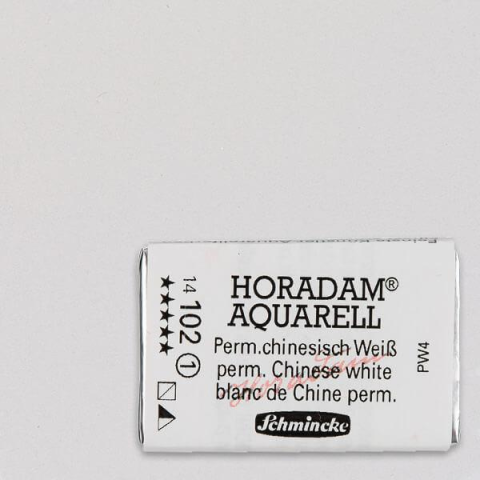 HORADAM®
AQUARELL
Perm.chinesisch Weiß
perm. Chinese white
blanc de Chine perm.
Schmincke
14 102 1
PW4